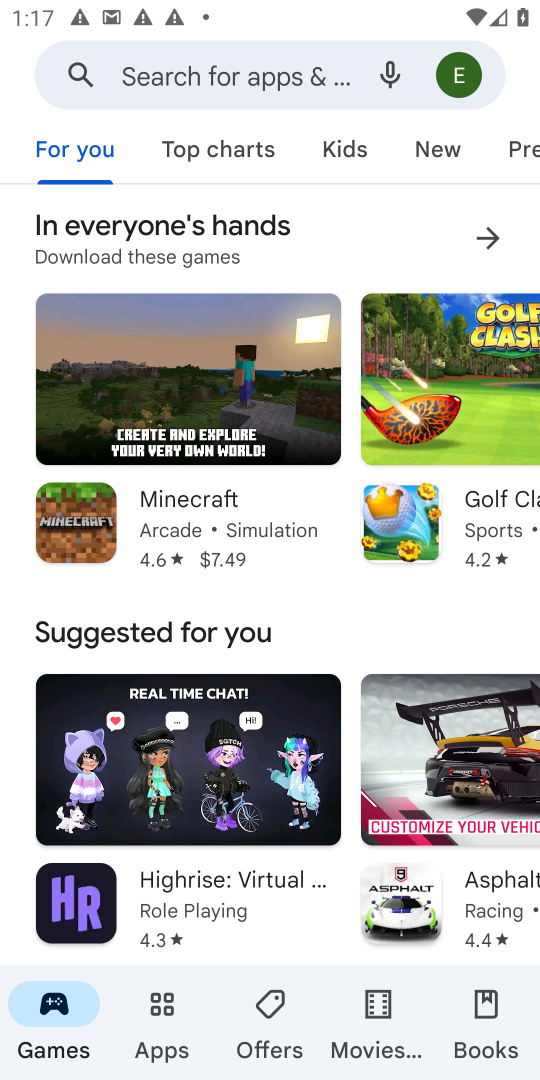 1:17
Search for apps & ...
E
For you
Top charts
Kids
New
Pre
In everyone's hands
Download these games
CREATE AND EXPLORE
YOUR VERY OWN WORLD!
GOLF
CLASH
MINECRAFT
Minecraft
Arcade • Simulation
4.6★ $7.49
Golf Cla
Sports •
4.2★
Suggested for you
REAL TIME CHAT!
...
Hi!
PORSCHE
CUSTOMIZE YOUR VEHIC
HR
Highrise: Virtual ...
Role Playing
4.3★
9
ASPHALT
Asphalt
Racing •
4.4★
Games
Apps
Offers
Movies...
Books